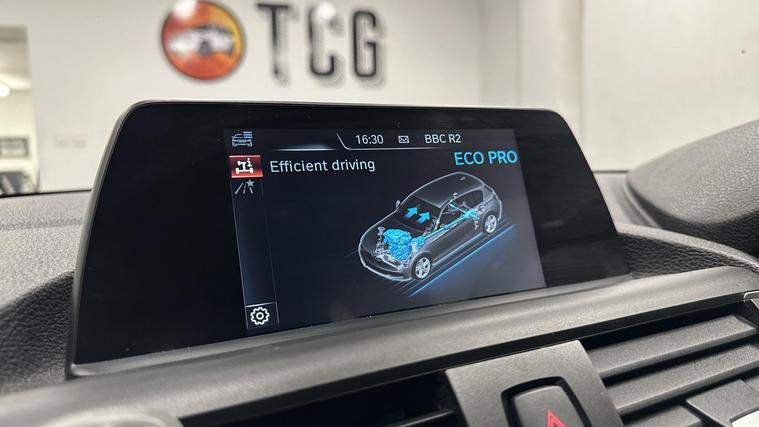 TCG
16:30 BBC R2
Efficient driving
ECO PRO